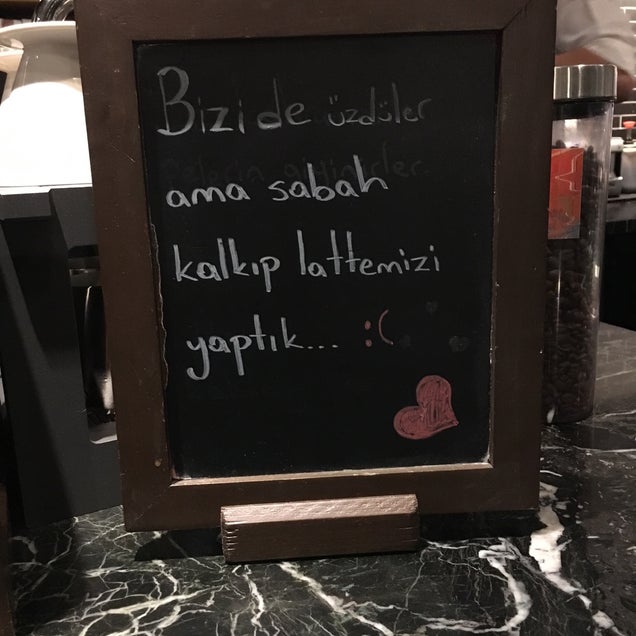 Bizi de üzdüler
ama sabah
kalkıp lattemizi
yaptık... :(